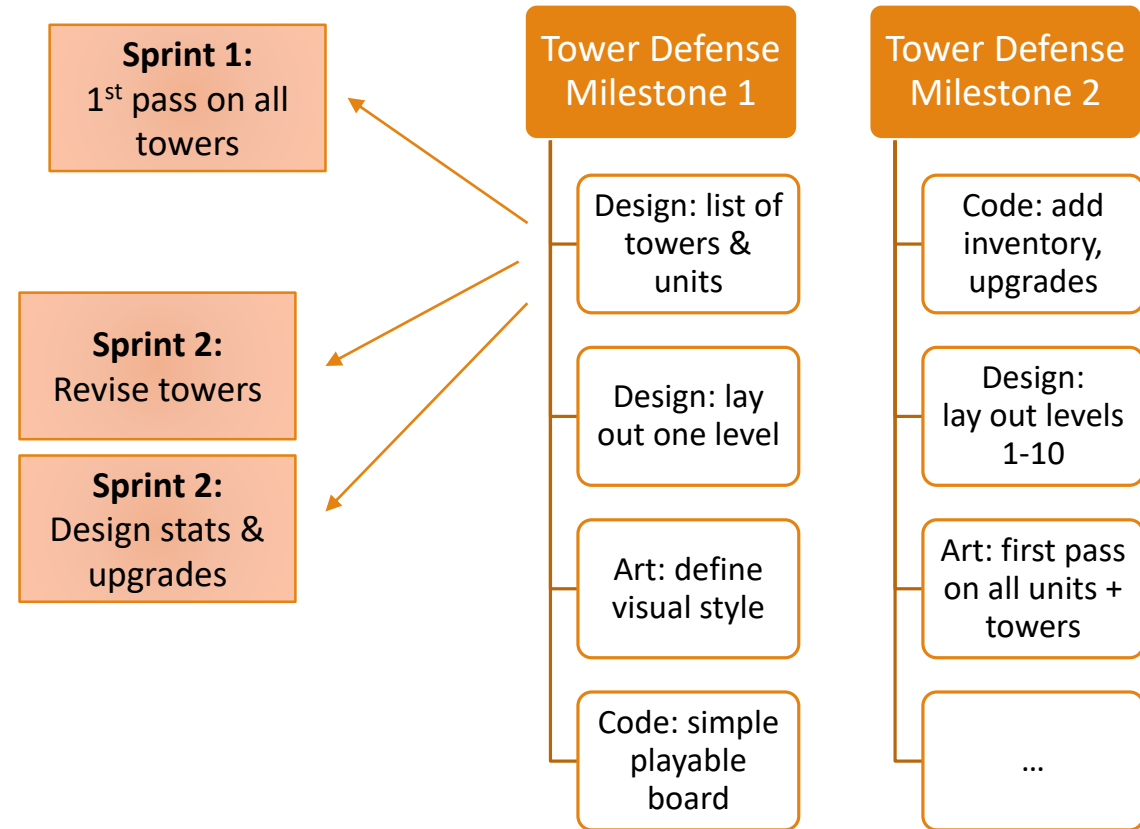 Sprint 1:
1st pass on all
towers
Sprint 2:
Revise towers
Sprint 2:
Design stats &
upgrades
Tower Defense
Milestone 1
Design: list of
towers &
units
Design: lay
out one level
Art: define
visual style
Code: simple
playable
board
Tower Defense
Milestone 2
Code: add
inventory,
upgrades
Design:
lay out levels
1-10
Art: first pass
on all units +
towers
...